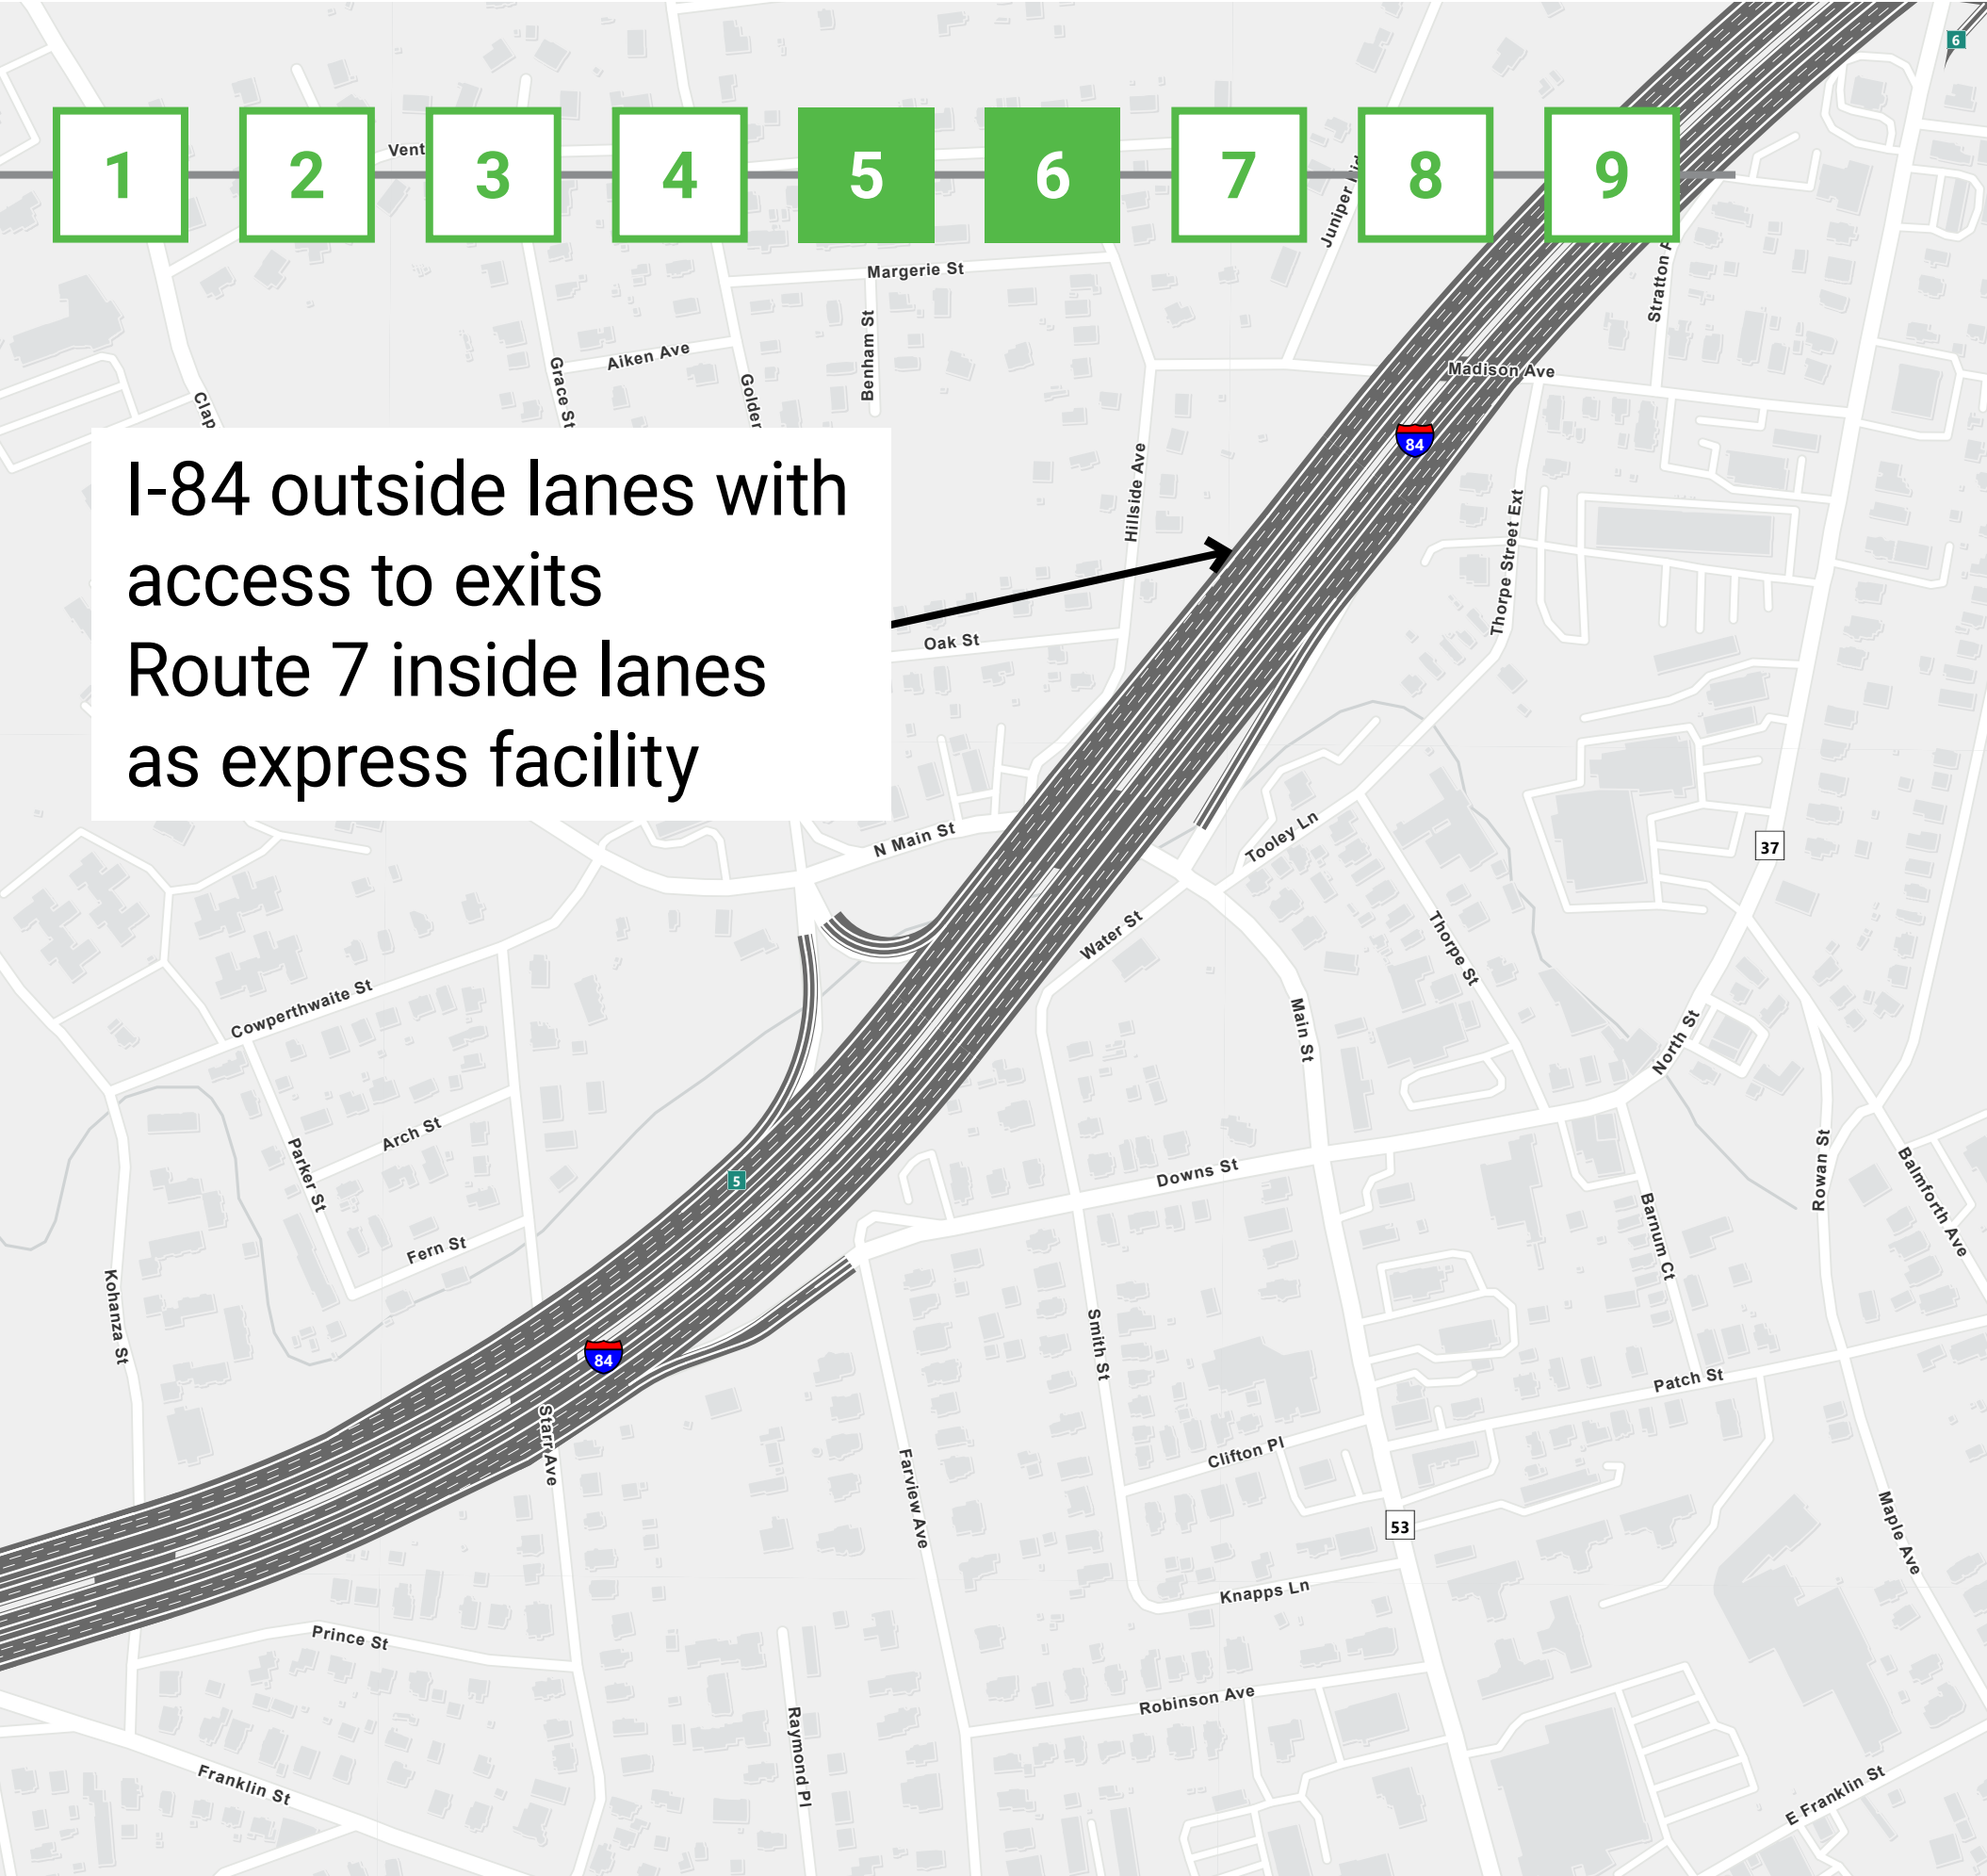 6
1 2 3 4 5 6 7 8 9
Vent
Juniper
Margerie St
Stratton
Benham St
Aiken Ave
Grace St
Madison Ave
84
Hillside Ave
I-84 outside lanes with
access to exits
Route 7 inside lanes
as express facility
Thorpe Street Ext
Oak St
N Main St
Tooley Ln
37
Water St
Thorpe St
Cowperthwaite St
Main St
North St
Arch St
Parker St
5
Downs St
Rowan St
Balmforth Ave
Barnum Ct
Fern St
Kohanza St
84
Smith St
Patch St
Starr Ave
Clifton Pl
Farview Ave
53
Maple Ave
Knapps Ln
Prince St
Robinson Ave
Raymond Pl
Franklin St
E Franklin St